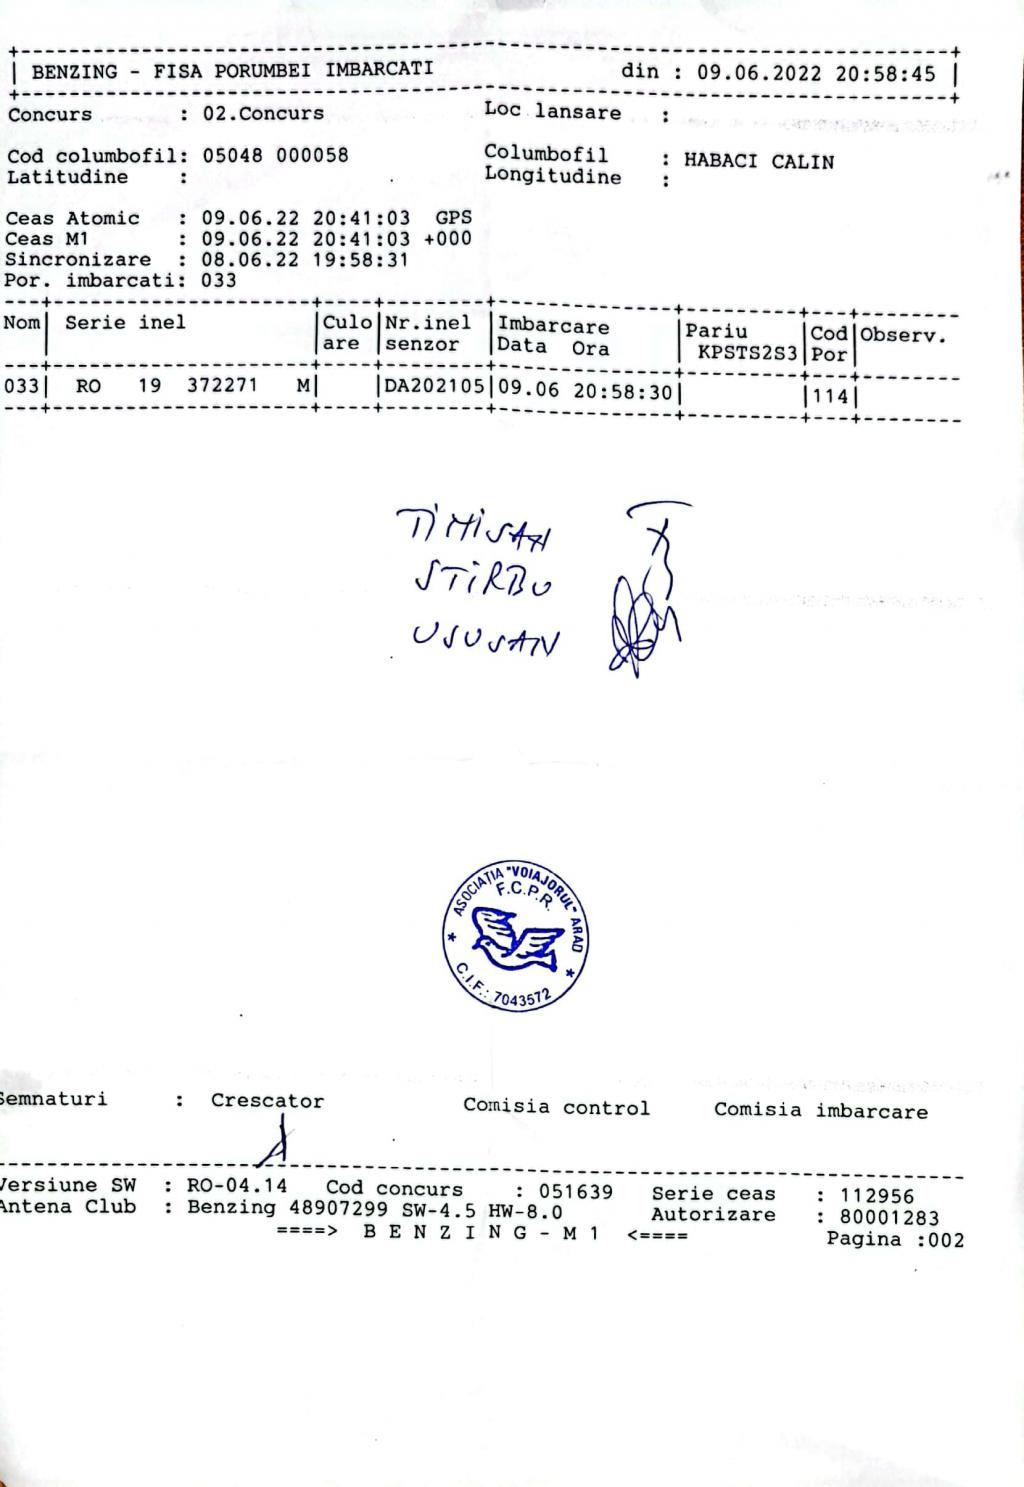 BENZING - FISA PORUMBEI IMBARCATI din : 09.06.2022 20:58:45
Concurs : 02.Concurs Loc lansare :
Cod columbofil: 05048 000058 Columbofil : HABACI CALIN
Latitudine : Longitudine :
Ceas Atomic : 09.06.22 20:41:03 GPS
Ceas M1 : 09.06.22 20:41:03 +000
Sincronizare : 08.06.22 19:58:31
Por. imbarcati: 033
Nom| Serie inel |Culo|Nr.inel |Imbarcare |Pariu |Cod|Observ.
| |are |senzor |Data Ora | KPSTS2S3|Por|
033| RO 19 372271 M| |DA202105|09.06 20:58:30| |114|
TIMISAN
STIRBU
USUSAN
ASOCIATIA "VOIAJORUL" ARAD
F.C.P.R.
C.I.F.: 7043572
Semnaturi : Crescator Comisia control Comisia imbarcare
Versiune SW : RO-04.14 Cod concurs : 051639 Serie ceas : 112956
Antena Club : Benzing 48907299 SW-4.5 HW-8.0 Autorizare : 80001283
====> B E N Z I N G - M 1 <==== Pagina :002